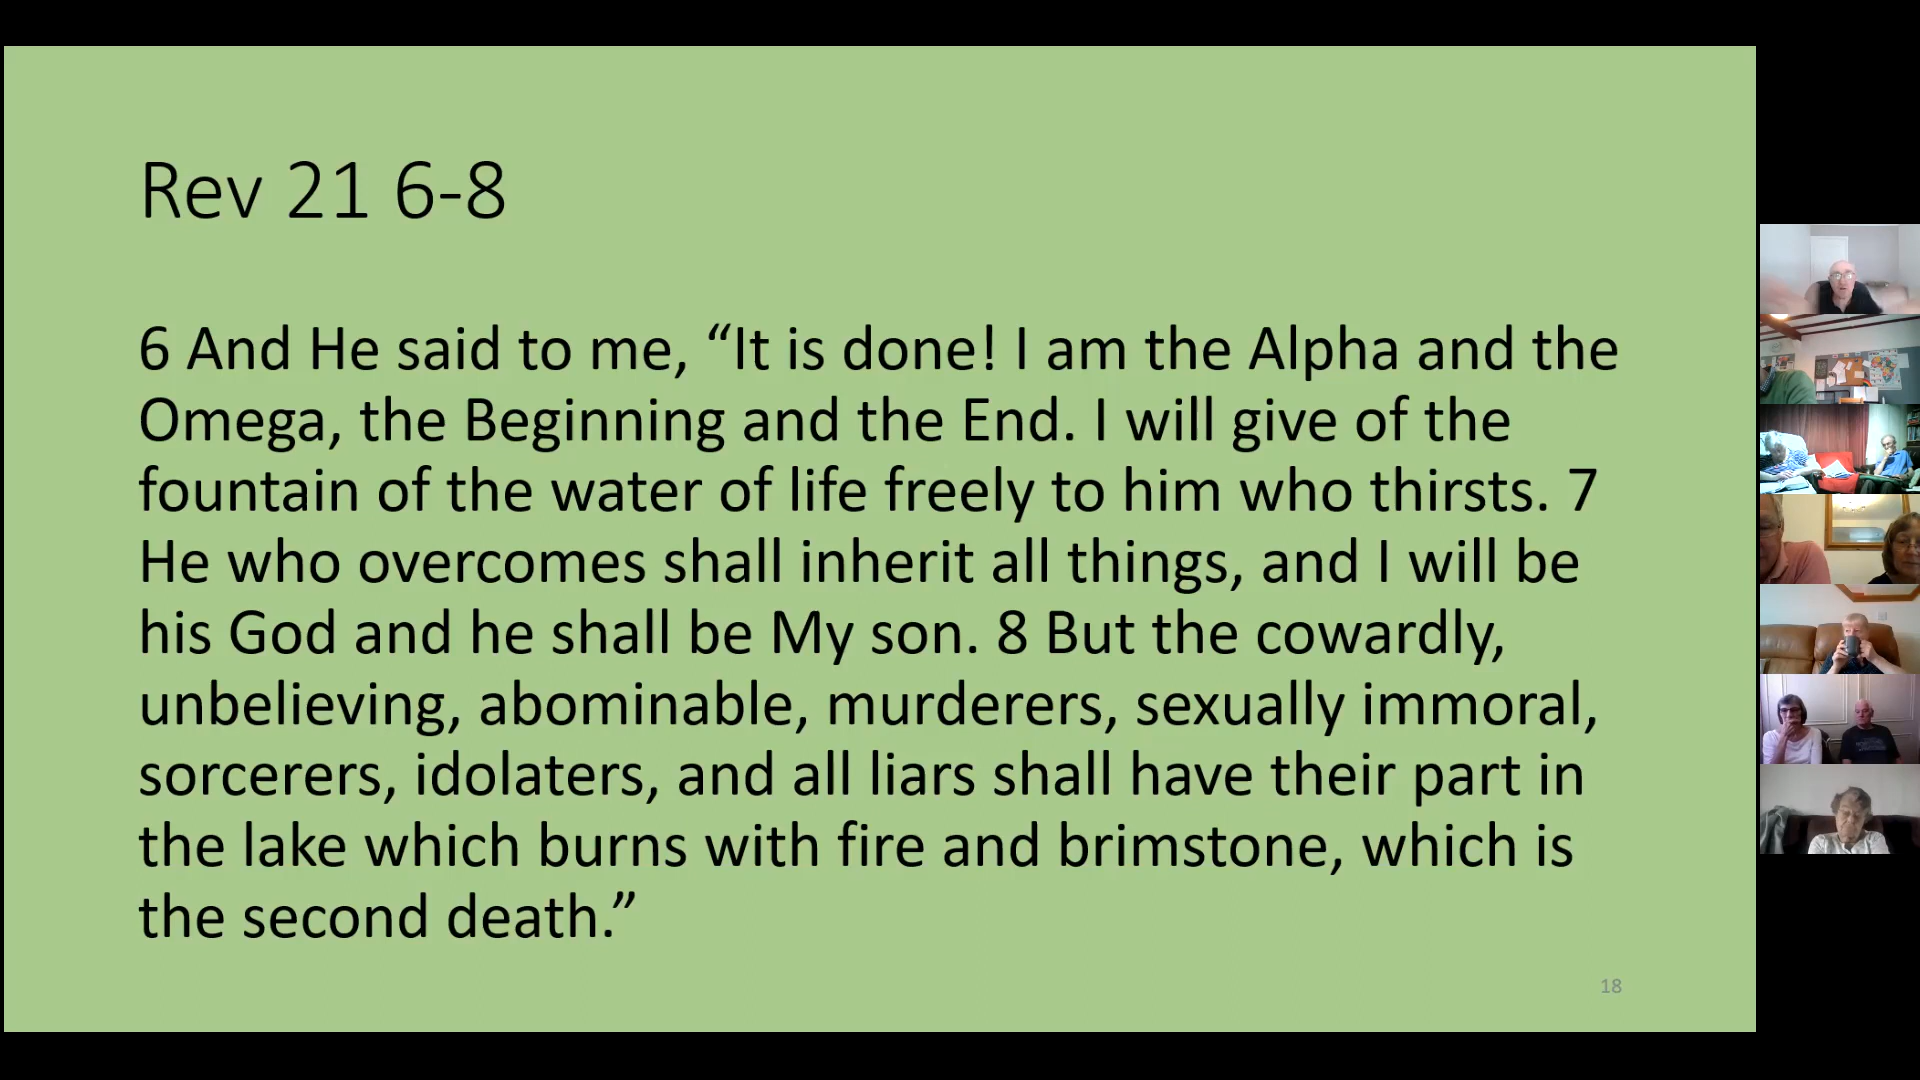 Rev 21 6-8
6 And He said to me, “It is done! I am the Alpha and the
Omega, the Beginning and the End. I will give of the
fountain of the water of life freely to him who thirsts. 7
He who overcomes shall inherit all things, and I will be
his God and he shall be My son. 8 But the cowardly,
unbelieving, abominable, murderers, sexually immoral,
sorcerers, idolaters, and all liars shall have their part in
the lake which burns with fire and brimstone, which is
the second death.”
18